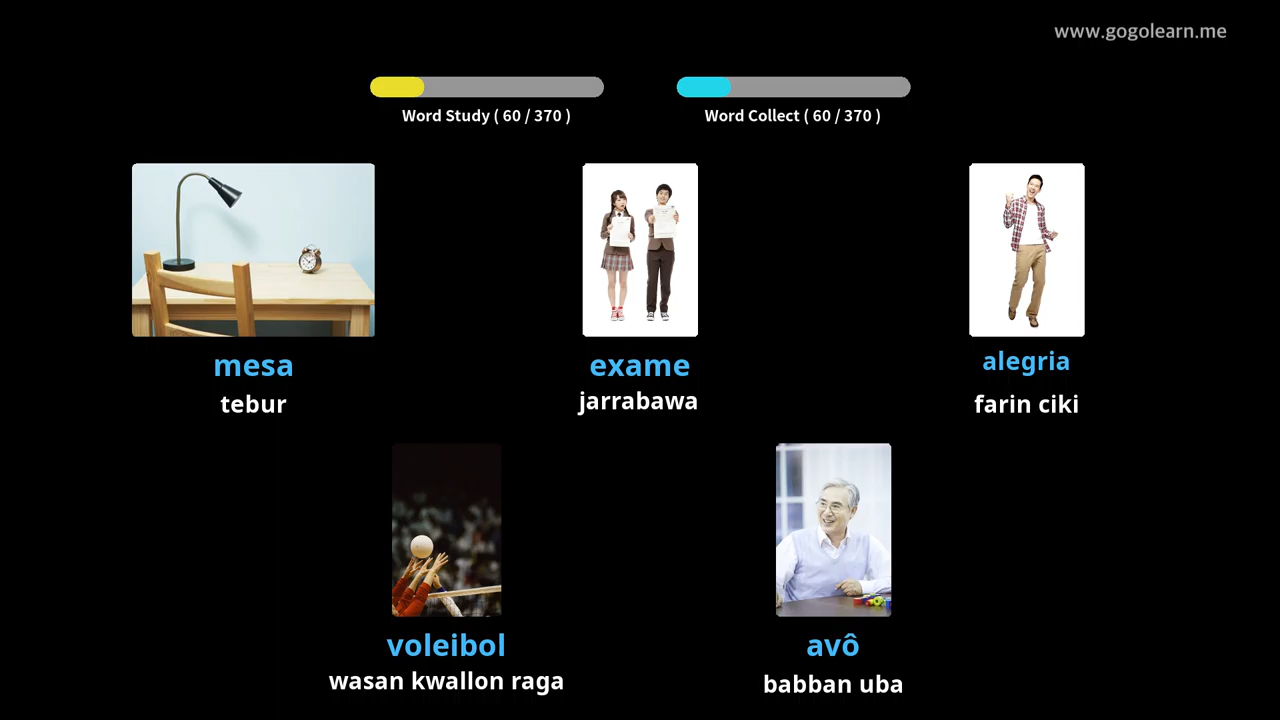 www.gogolearn.me
Word Study ( 60 / 370 )
Word Collect ( 60 / 370 )
mesa
tebur
exame
jarrabawa
alegria
farin ciki
voleibol
wasan kwallon raga
avô
babban uba